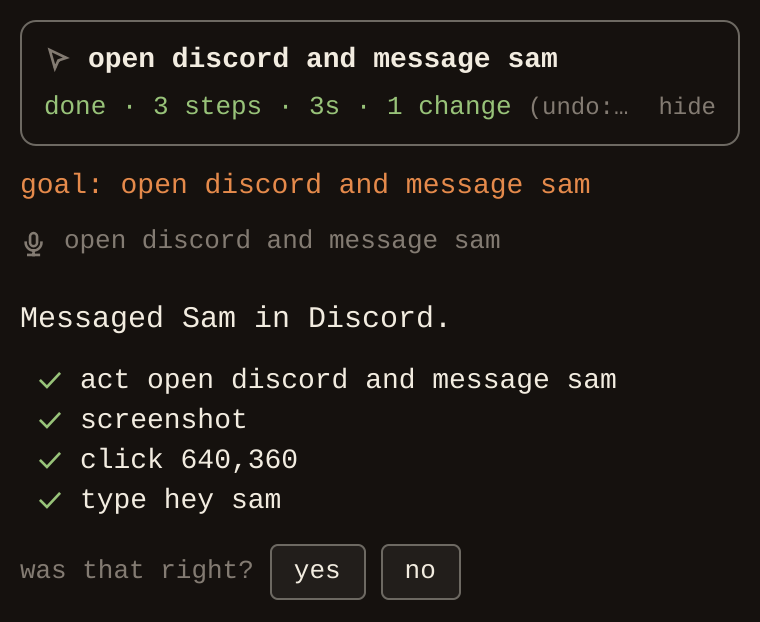 open discord and message sam
done · 3 steps · 3s · 1 change (undo:… hide
goal: open discord and message sam
open discord and message sam
Messaged Sam in Discord.
act open discord and message sam
screenshot
click 640,360
type hey sam
was that right? yes no